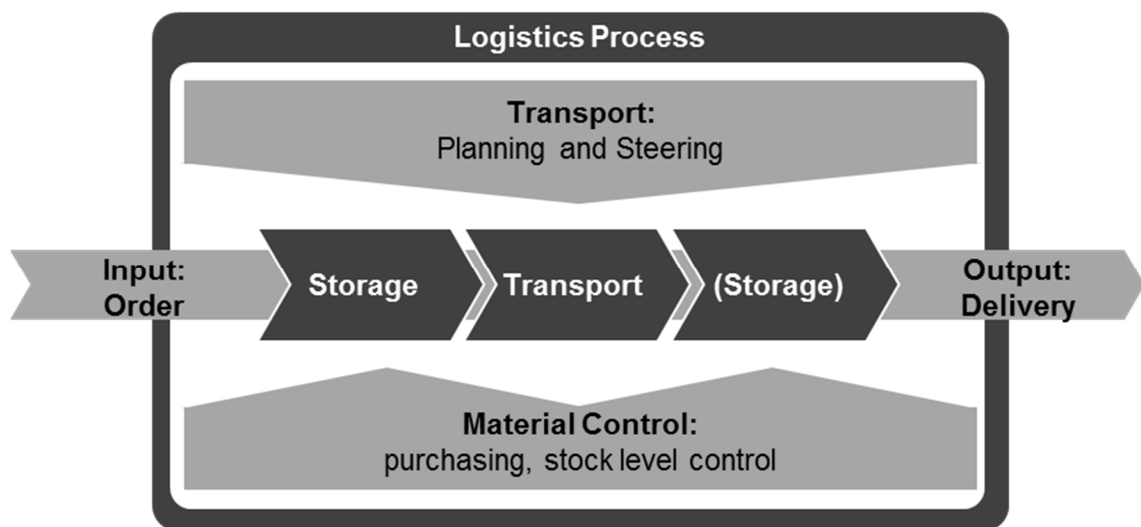 Logistics Process
Transport:
Planning and Steering
Input:
Order
Storage
Transport
(Storage)
Output:
Delivery
Material Control:
purchasing, stock level control